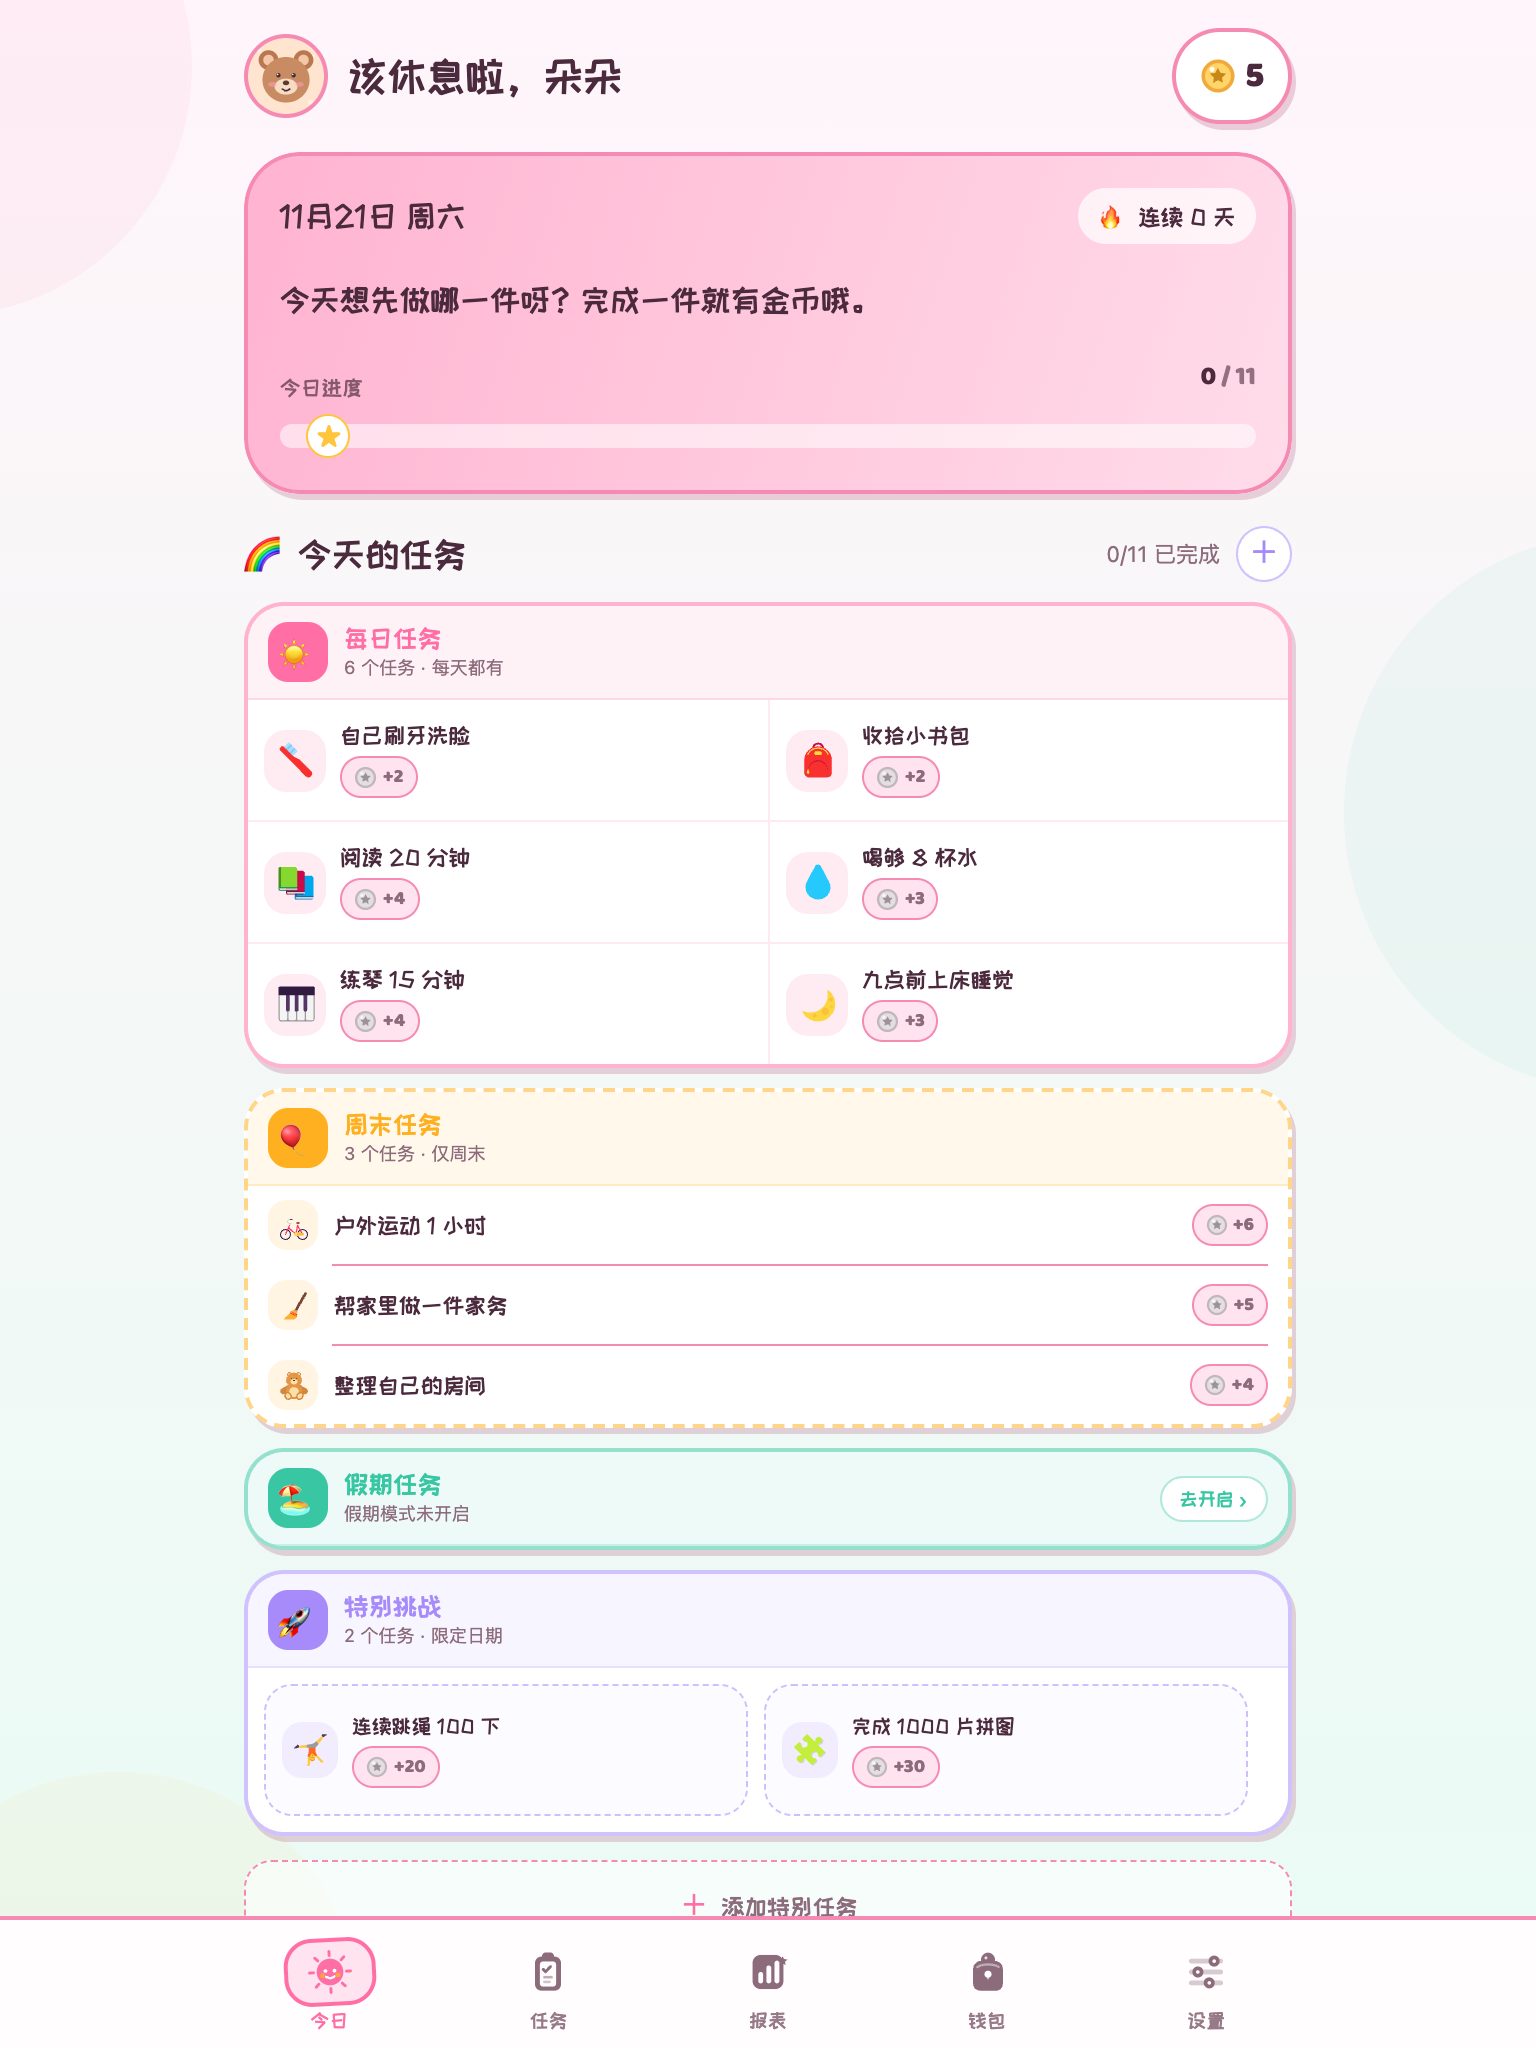 该休息啦，朵朵
5
11月21日 周六
连续 0 天
今天想先做哪一件呀？完成一件就有金币哦。
今日进度
0/11
今天的任务
0/11 已完成
每日任务
6 个任务 · 每天都有
自己刷牙洗脸
+2
收拾小书包
+2
阅读 20 分钟
+4
喝够 8 杯水
+3
练琴 15 分钟
+4
九点前上床睡觉
+3
周末任务
3 个任务 · 仅周末
户外运动 1 小时
+6
帮家里做一件家务
+5
整理自己的房间
+4
假期任务
假期模式未开启
去开启 ›
特别挑战
2 个任务 · 限定日期
连续跳绳 100 下
+20
完成 1000 片拼图
+30
添加特别任务
今日
任务
报表
钱包
设置